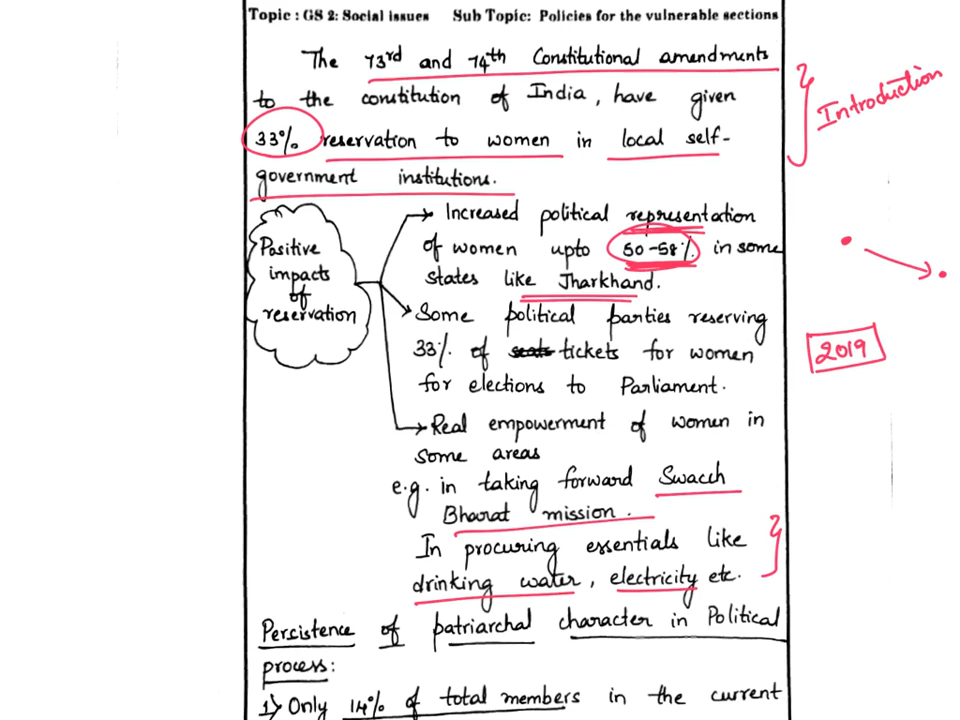 Topic : GS 2: Social issues Sub Topic: Policies for the vulnerable sections
The 73rd and 74th Constitutional amendments
to the constitution of India, have given
33% reservation to women in local self-
government institutions.
Introduction
Positive
impacts
of
reservation
→ Increased political representation
of women upto 50-58% in some
states like Jharkhand.
→ Some political parties reserving
33% of seats tickets for women
for elections to Parliament.
2019
→ Real empowerment of women in
some areas
e.g. in taking forward Swacch
Bharat mission.
In procuring essentials like
drinking water, electricity etc.
Persistence of patriarchal character in Political
process:
1) Only 14% of total members in the current